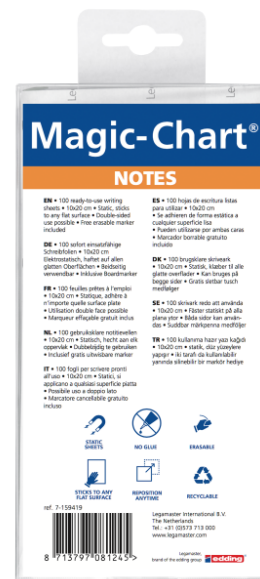 Magic-Chart®
NOTES
EN • 100 ready-to-use writing
sheets • 10x20 cm • Static, sticks
to any flat surface • Double-sided
use possible • Free erasable marker
included
DE • 100 sofort einsatzfähige
Schreibfolien • 10x20 cm
Elektrostatisch, haftet auf allen
glatten Oberflächen • Beidseitig
verwendbar • Inklusive Boardmarker
FR • 100 feuilles prêtes à l'emploi
• 10x20 cm • Statique, adhère à
n'importe quelle surface plate
• Utilisation double face possible
• Marqueur effaçable gratuit inclus
NL • 100 gebruiksklare notitievellen
• 10x20 cm • Statisch, hecht aan elk
oppervlak • Dubbelzijdig te gebruiken
• Inclusief gratis uitwisbare marker
IT • 100 fogli per scrivere pronti
all'uso • 10x20 cm • Statici, si
applicano a qualsiasi superficie piatta
• Possibile uso a doppio lato
• Marcatore cancellabile gratuito
incluso
ES • 100 hojas de escritura listas
para utilizar • 10x20 cm
• Se adhieren de forma estática a
cualquier superficie lisa
• Pueden utilizarse por ambas caras
• Marcador borrable gratuito
incluido
DK • 100 brugsklare skriveark
• 10x20 cm • Statisk, klæber til alle
glatte overflader • Kan bruges på
begge sider • Gratis sletbar tusch
medfølger
SE • 100 skrivark redo att använda
• 10x20 cm • Fäster statiskt på alla
plana ytor • Båda sidor kan använ-
das • Suddbar märkpenna medföljer
TR • 100 kullanıma hazır yazı kağıdı
• 10x20 cm • statik, düz yüzeylere
yapışır • iki tarafı da kullanılabilir
yanında silinebilir bir markör hediye
STATIC
SHEETS
NO GLUE
ERASABLE
STICKS TO ANY
FLAT SURFACE
REPOSITION
ANYTIME
RECYCLABLE
ref. 7-159419
8 713797 081245 >
Legamaster International B.V.
The Netherlands
Tel.: +31 (0)573 713 000
www.legamaster.com
Legamaster,
brand of the edding group
edding